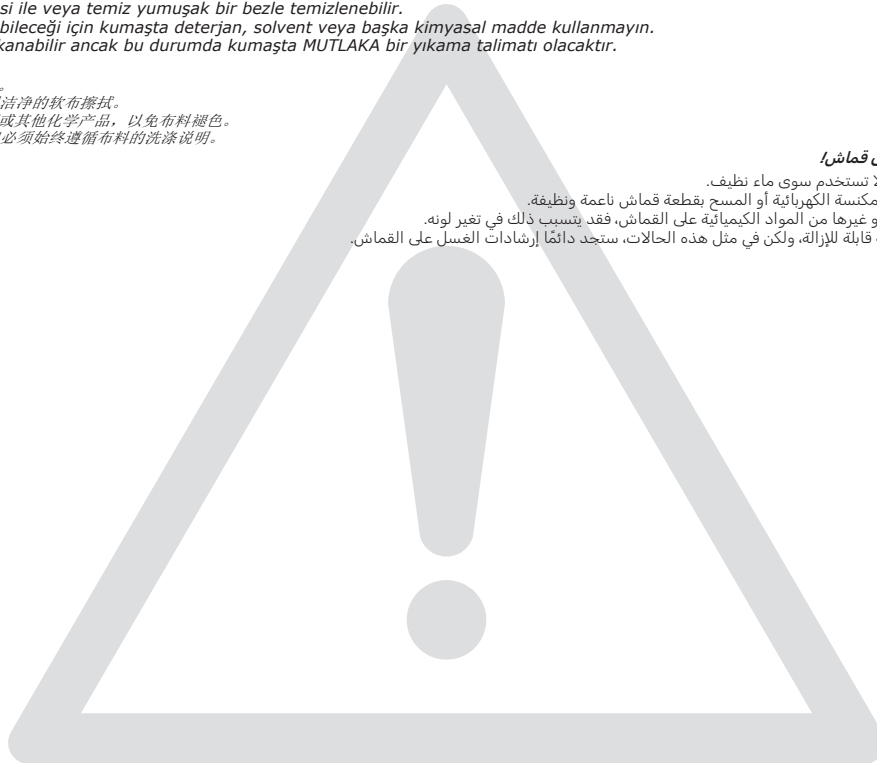 si ile veya temiz yumuşak bir bezle temizlenebilir.
bileceği için kumaşta deterjan, solvent veya başka kimyasal madde kullanmayın.
kanabilir ancak bu durumda kumaşta MUTLAKA bir yıkama talimatı olacaktır.
。
洁净的软布擦拭。
或其他化学产品，以免布料褪色。
必须始终遵循布料的洗涤说明。
قماش!
لا تستخدم سوى ماء نظيف.
مكنسة الكهربائية أو المسح بقطعة قماش ناعمة ونظيفة.
و غيرها من المواد الكيميائية على القماش، فقد يتسبب ذلك في تغير لونه.
قابلة للإزالة، ولكن في مثل هذه الحالات، ستجد دائمًا إرشادات الغسل على القماش.